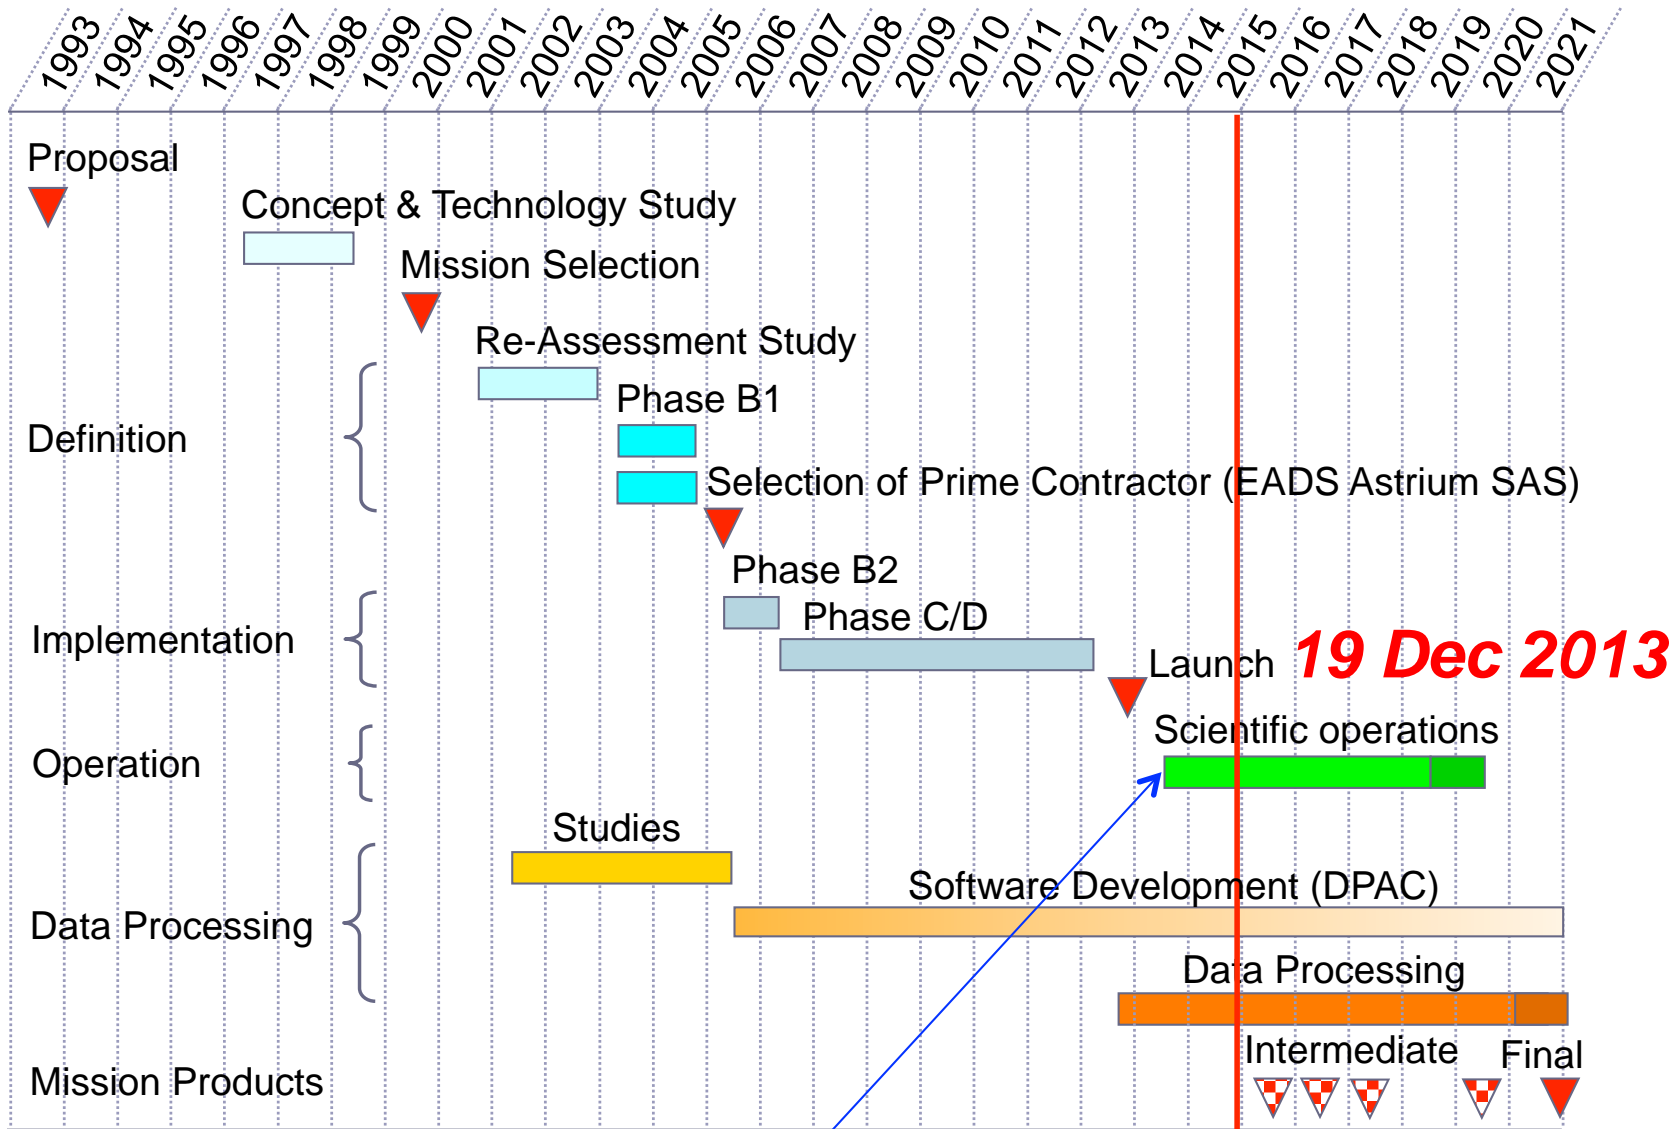 1993 1994 1995 1996 1997 1998 1999 2000 2001 2002 2003 2004 2005 2006 2007 2008 2009 2010 2011 2012 2013 2014 2015 2016 2017 2018 2019 2020 2021
Proposal
Concept & Technology Study
Mission Selection
Re-Assessment Study
Phase B1
Definition
Selection of Prime Contractor (EADS Astrium SAS)
Phase B2
Phase C/D
Implementation
Launch 19 Dec 2013
Scientific operations
Operation
Studies
Software Development (DPAC)
Data Processing
Data Processing
Intermediate Final
Mission Products